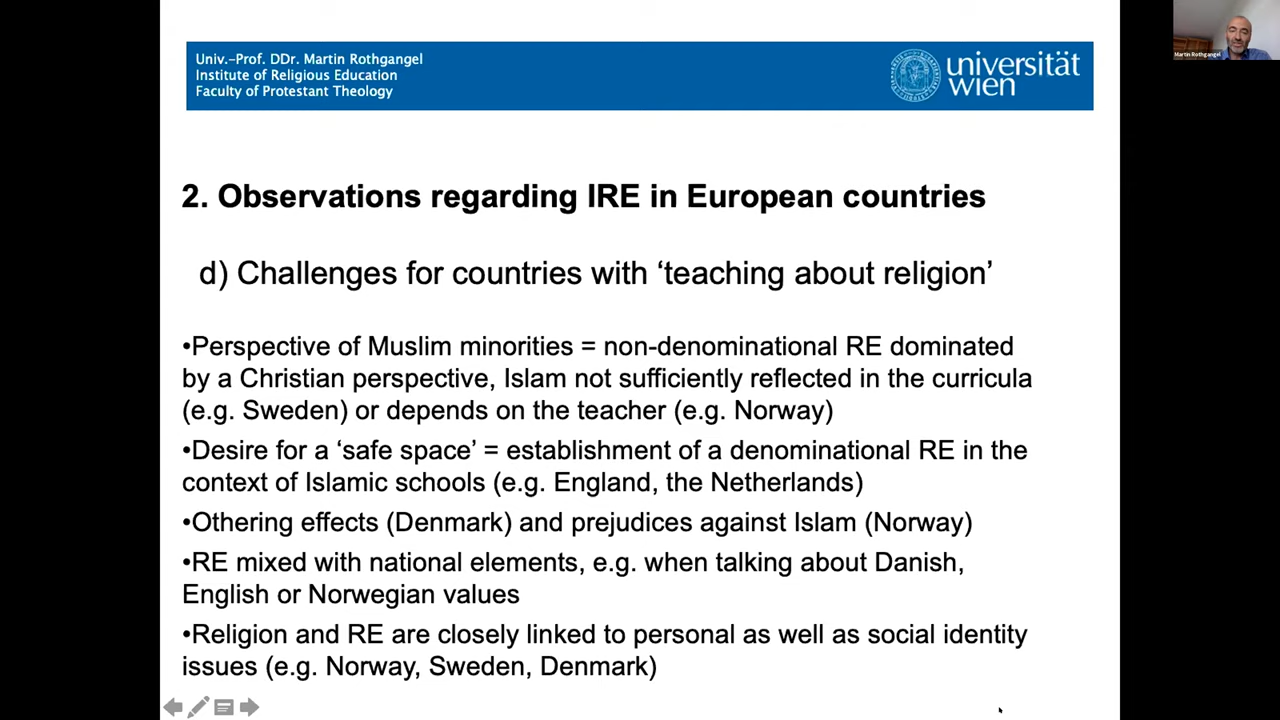 Univ.-Prof. DDr. Martin Rothgangel
Institute of Religious Education
Faculty of Protestant Theology
universität
wien
Martin Rothgangel
2. Observations regarding IRE in European countries
d) Challenges for countries with ‘teaching about religion’
•Perspective of Muslim minorities = non-denominational RE dominated
by a Christian perspective, Islam not sufficiently reflected in the curricula
(e.g. Sweden) or depends on the teacher (e.g. Norway)
•Desire for a ‘safe space’ = establishment of a denominational RE in the
context of Islamic schools (e.g. England, the Netherlands)
•Othering effects (Denmark) and prejudices against Islam (Norway)
•RE mixed with national elements, e.g. when talking about Danish,
English or Norwegian values
•Religion and RE are closely linked to personal as well as social identity
issues (e.g. Norway, Sweden, Denmark)